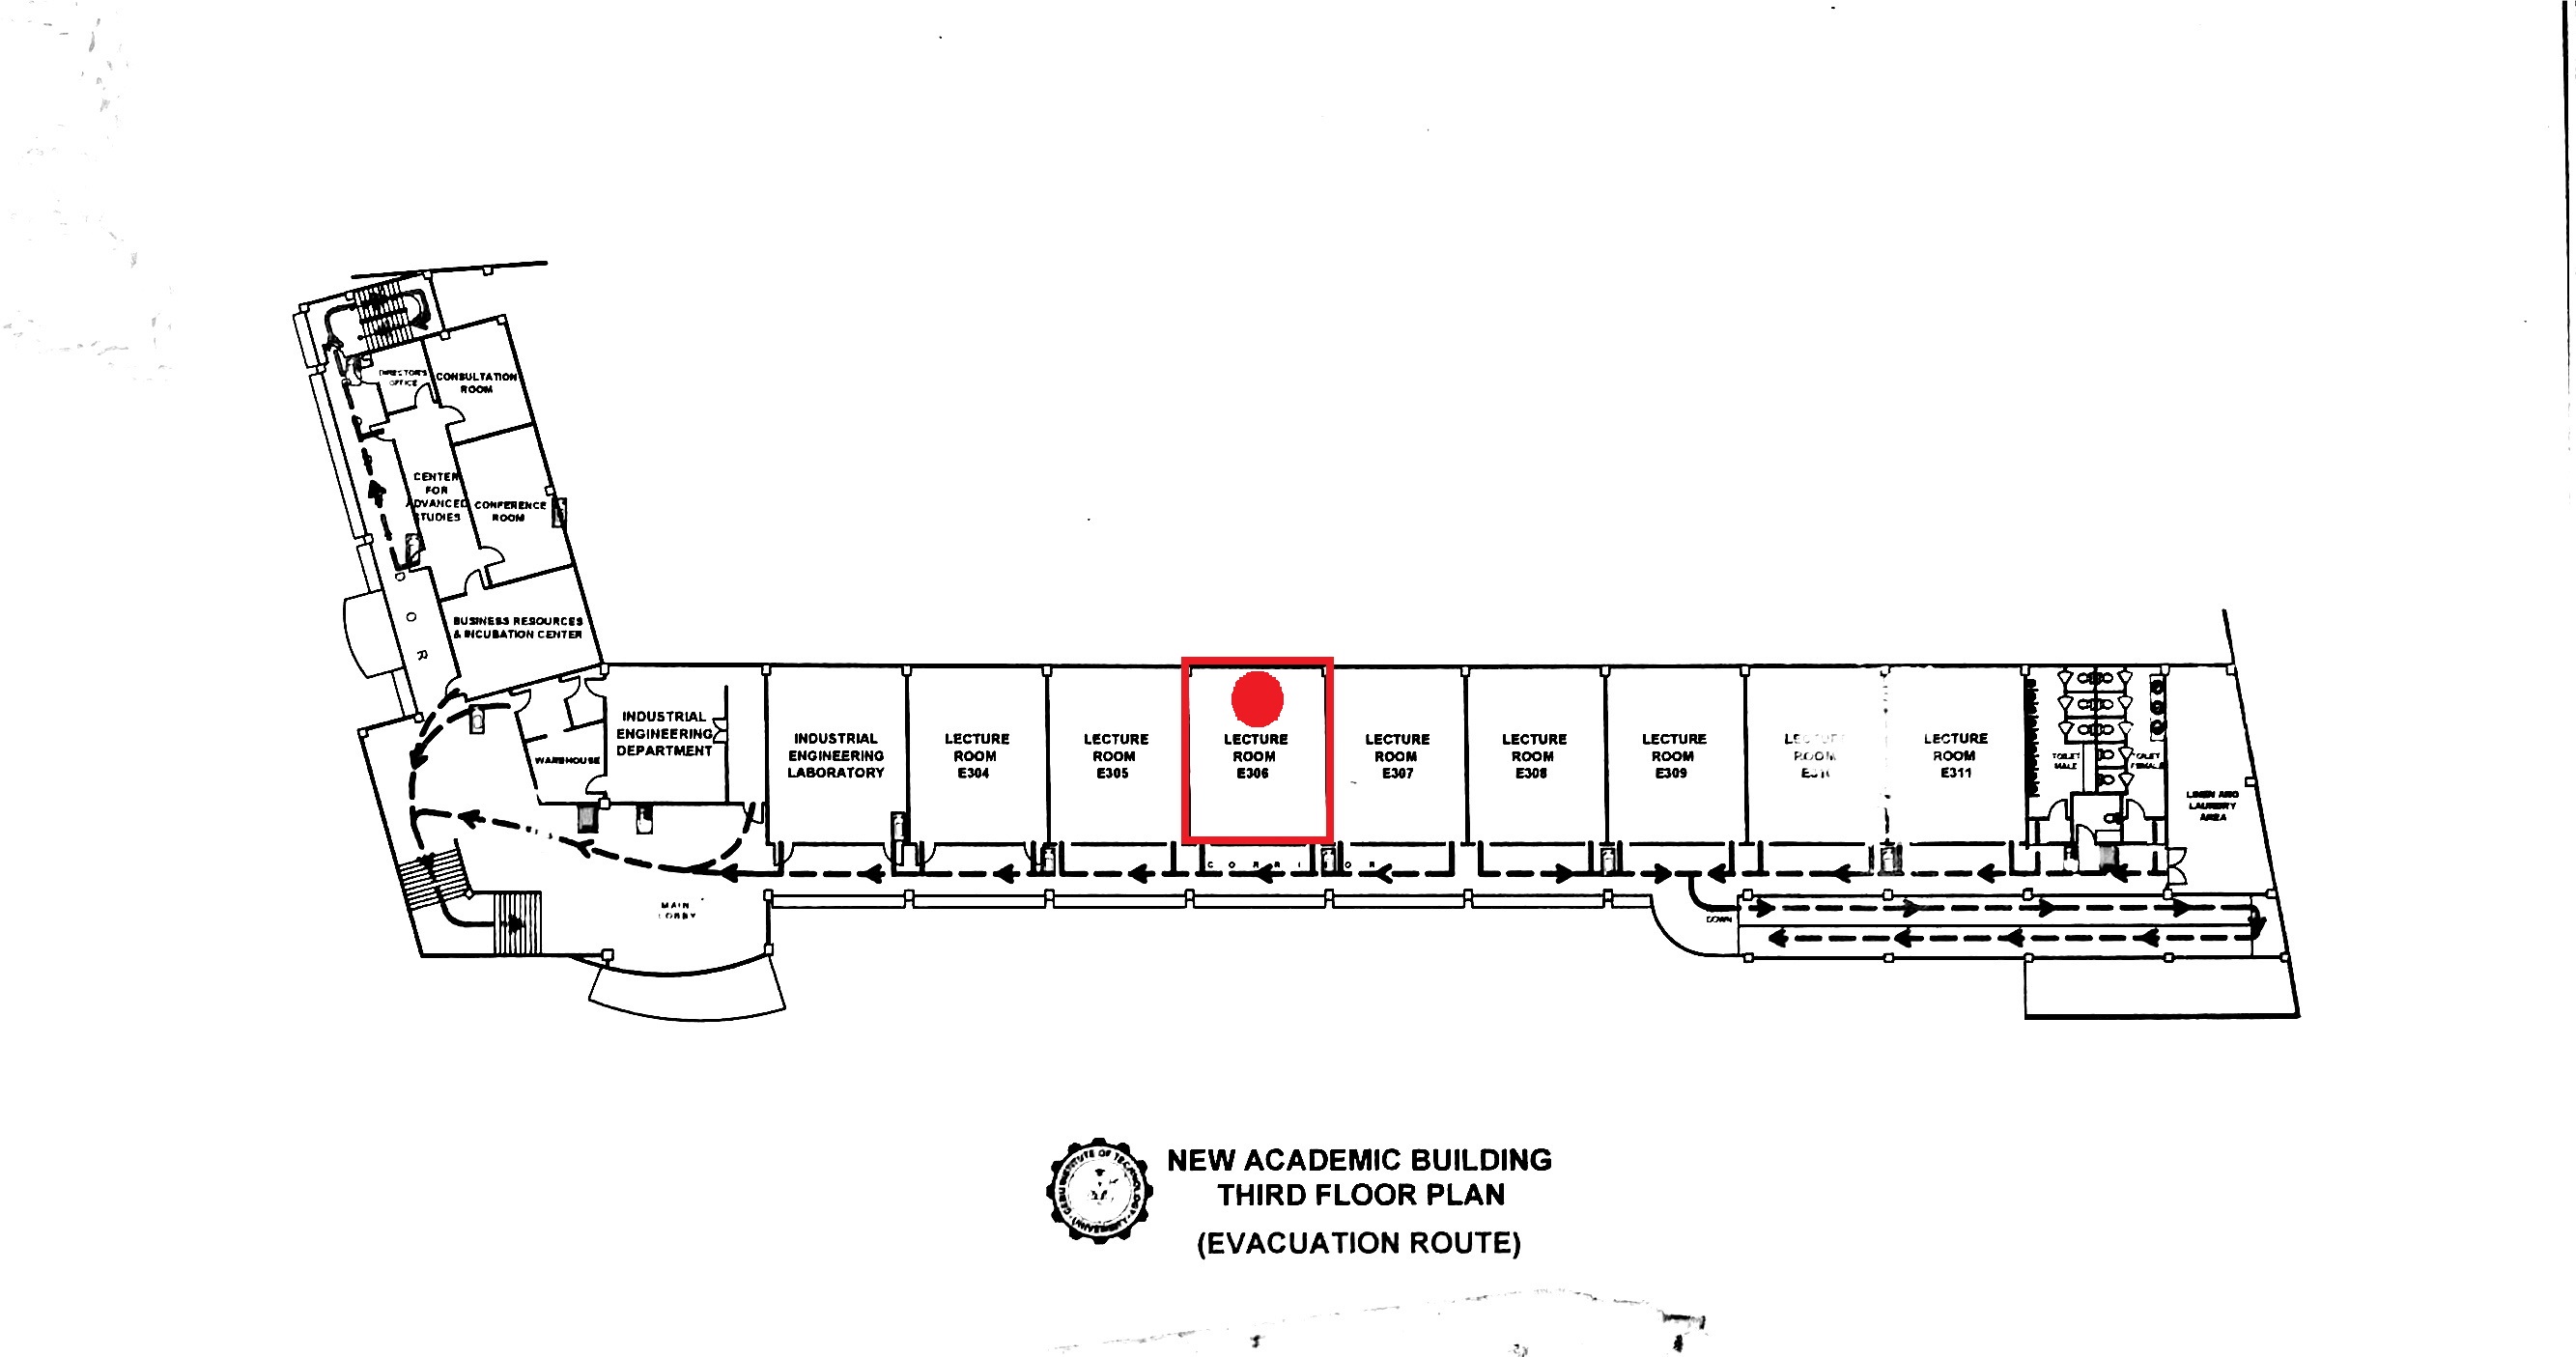 DIRECTOR'S
OFFICE
CONSULTATION
ROOM
CENTER
FOR
ADVANCED
STUDIES
CONFERENCE
ROOM
D
O
R
BUSINESS RESOURCES
& INCUBATION CENTER
WAREHOUSE
INDUSTRIAL
ENGINEERING
DEPARTMENT
INDUSTRIAL
ENGINEERING
LABORATORY
LECTURE
ROOM
E304
LECTURE
ROOM
E305
LECTURE
ROOM
E306
LECTURE
ROOM
E307
LECTURE
ROOM
E308
LECTURE
ROOM
E309
LECTURE
ROOM
LECTURE
ROOM
E311
TOILET
MALE
TOILET
FEMALE
LINEN AND
LAUNDRY
AREA
C O R R I O R
MAIN
LOBBY
DOWN
NEW ACADEMIC BUILDING
THIRD FLOOR PLAN
(EVACUATION ROUTE)